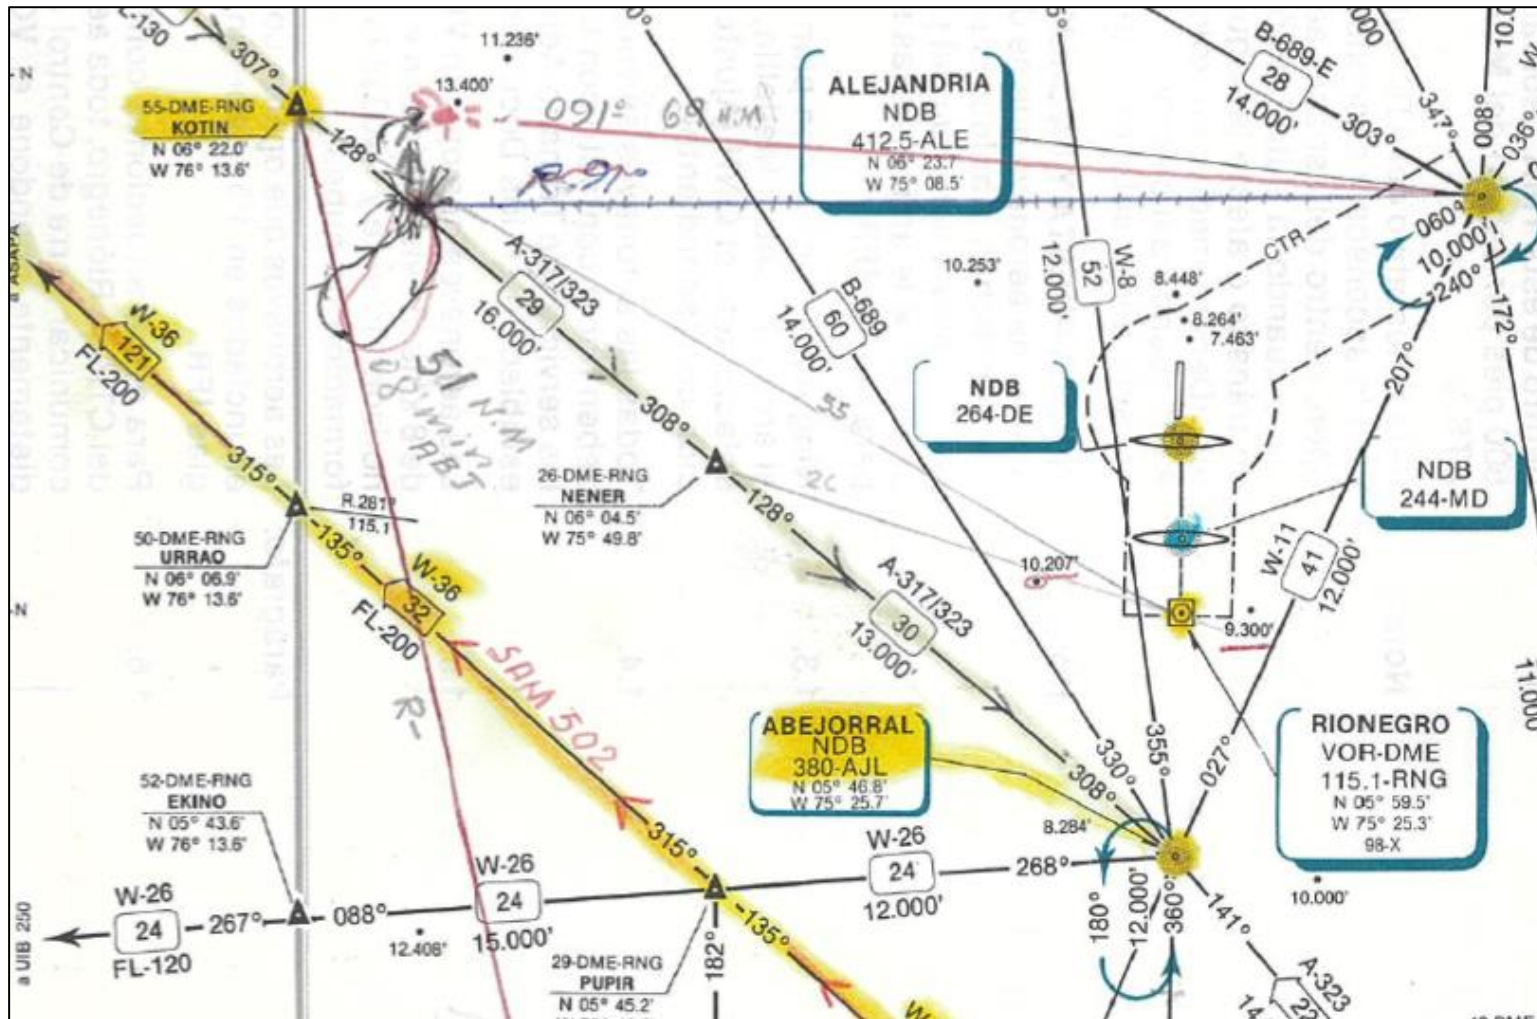 FL-130
307°
55-DME-RNG
KOTIN
N 06° 22.0'
W 76° 13.6'
128°
11.236'
13.400'
091° 69 N.M
R-91°
ALEJANDRIA
NDB
412.5-ALE
N 06° 23.7'
W 75° 08.5'
B-689-E
28
14.000'
303°
347°
008°
036°
060°
10.000'
240°
172°
CTR
a ASAPA
W-36
121
FL-200
315°
A-317/323
29
16.000'
51 N.M
08' min
ABJ
308°
B-689
60
14.000'
W-8
52
12.000'
10.253'
8.448'
8.264'
7.463'
NDB
264-DE
NDB
244-MD
207°
W-11
41
12.000'
50-DME-RNG
URRAO
N 06° 06.9'
W 76° 13.6'
R.281°
115.1
135°
26-DME-RNG
NENER
N 06° 04.5'
W 75° 49.8'
128°
10.207'
9.300'
W-36
32
FL-200
SAM 502
R-
A-317/323
30
13.000'
ABEJORRAL
NDB
380-AJL
N 05° 46.8'
W 75° 25.7'
RIONEGRO
VOR-DME
115.1-RNG
N 05° 59.5'
W 75° 25.3'
98-X
11.000'
308°
330°
355°
027°
8.284'
52-DME-RNG
EKINO
N 05° 43.6'
W 76° 13.6'
315°
W-26
24
12.000'
268°
W-26
24
15.000'
088°
267°
W-26
24
FL-120
a UIB 250
12.408'
10.000'
29-DME-RNG
PUPIR
N 05° 45.2'
182°
135°
180°
12.000'
360°
141°
A-323
22